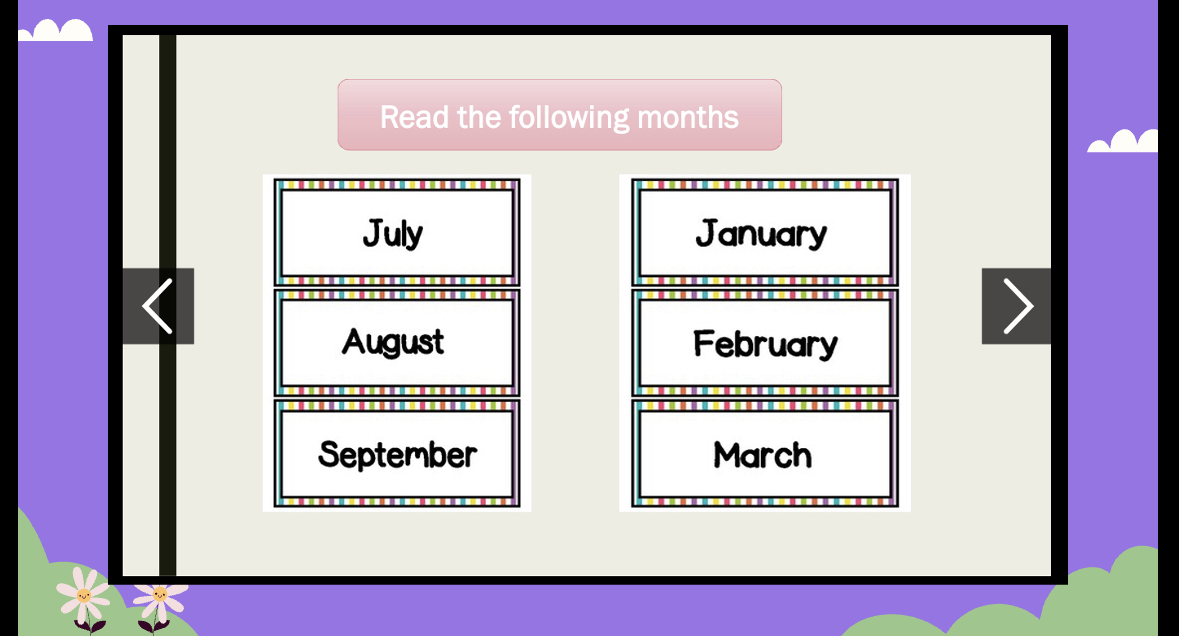 Read the following months
July
August
September
January
February
March